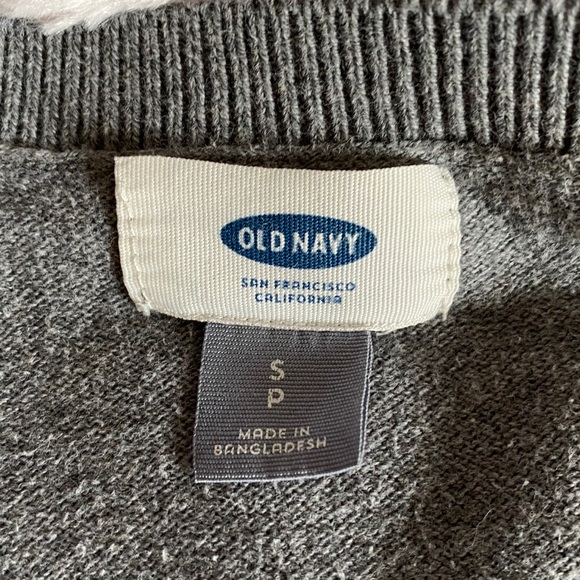 OLD NAVY
SAN FRANCISCO
CALIFORNIA
S
P
MADE IN
BANGLADESH